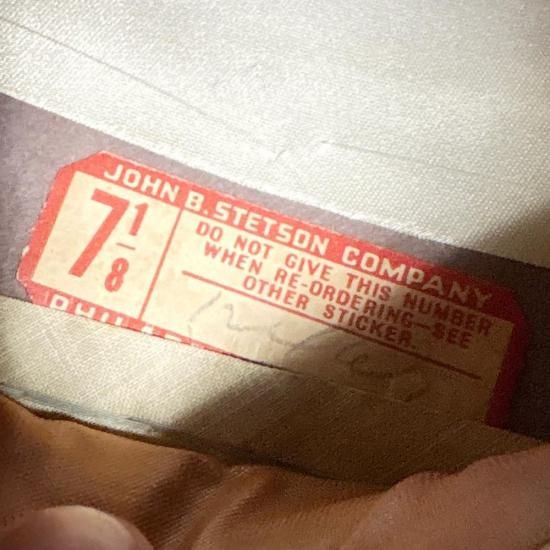 JOHN B. STETSON COMPANY
7 1/8
DO NOT GIVE THIS NUMBER
WHEN RE-ORDERING—SEE
OTHER STICKER.